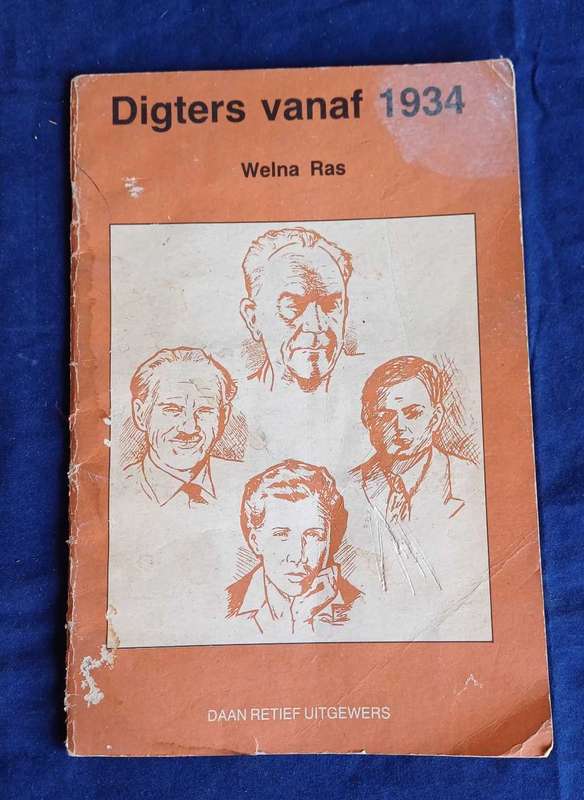 Digters vanaf 1934
Welna Ras
DAAN RETIEF UITGEWERS